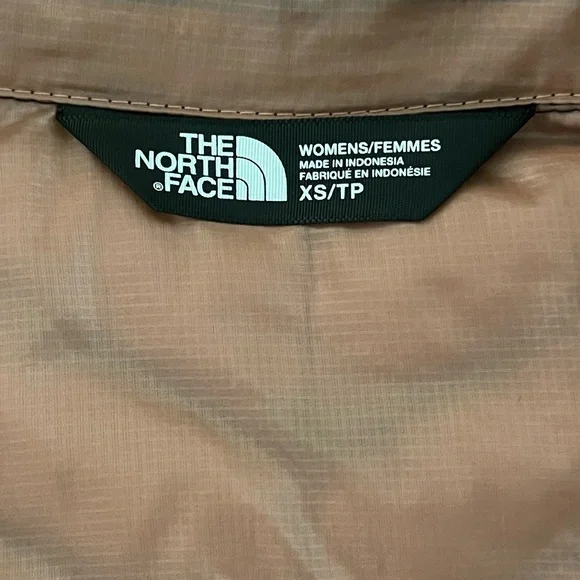 THE
NORTH
FACE®
WOMENS/FEMMES
MADE IN INDONESIA
FABRIQUÉ EN INDONÉSIE
XS/TP